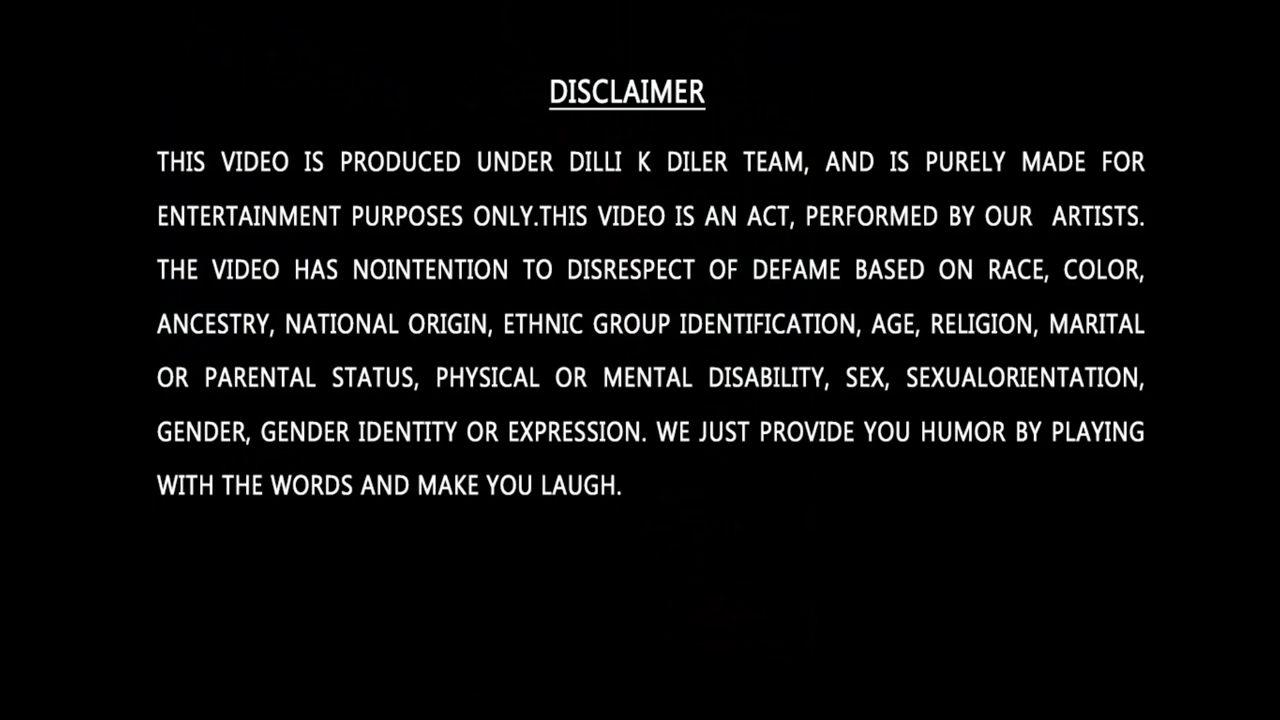 DISCLAIMER
THIS VIDEO IS PRODUCED UNDER DILLI K DILER TEAM, AND IS PURELY MADE FOR
ENTERTAINMENT PURPOSES ONLY.THIS VIDEO IS AN ACT, PERFORMED BY OUR ARTISTS.
THE VIDEO HAS NOINTENTION TO DISRESPECT OF DEFAME BASED ON RACE, COLOR,
ANCESTRY, NATIONAL ORIGIN, ETHNIC GROUP IDENTIFICATION, AGE, RELIGION, MARITAL
OR PARENTAL STATUS, PHYSICAL OR MENTAL DISABILITY, SEX, SEXUALORIENTATION,
GENDER, GENDER IDENTITY OR EXPRESSION. WE JUST PROVIDE YOU HUMOR BY PLAYING
WITH THE WORDS AND MAKE YOU LAUGH.